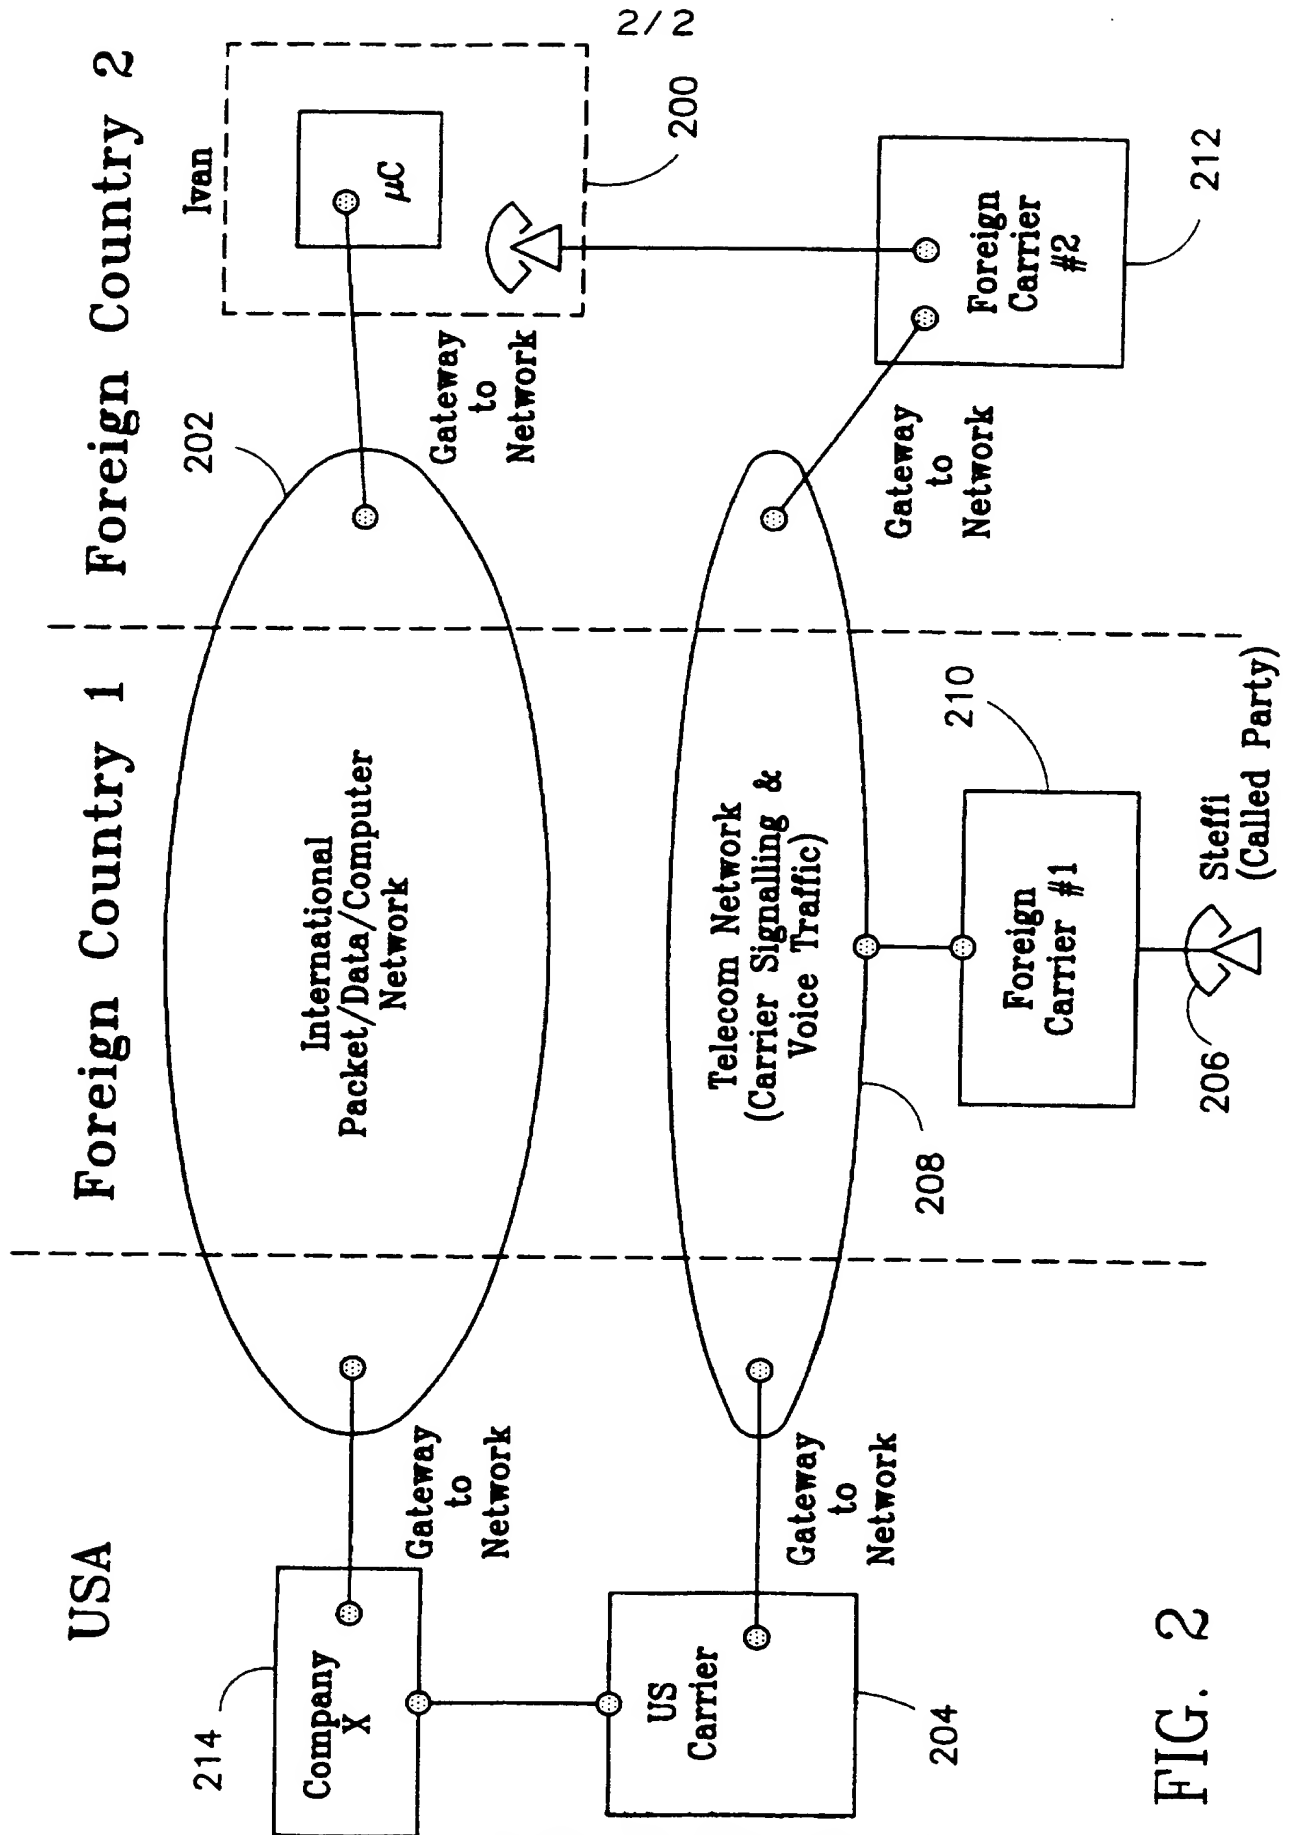 2/2
USA
Foreign Country 1
Foreign Country 2
214
Company
X
Gateway
to
Network
International
Packet/Data/Computer
Network
202
Ivan
μC
Gateway
to
Network
200
US
Carrier
204
Gateway
to
Network
Telecom Network
(Carrier Signalling &
Voice Traffic)
208
Gateway
to
Network
Foreign
Carrier
#2
212
Foreign
Carrier #1
210
206
Steffi
(Called Party)
FIG. 2